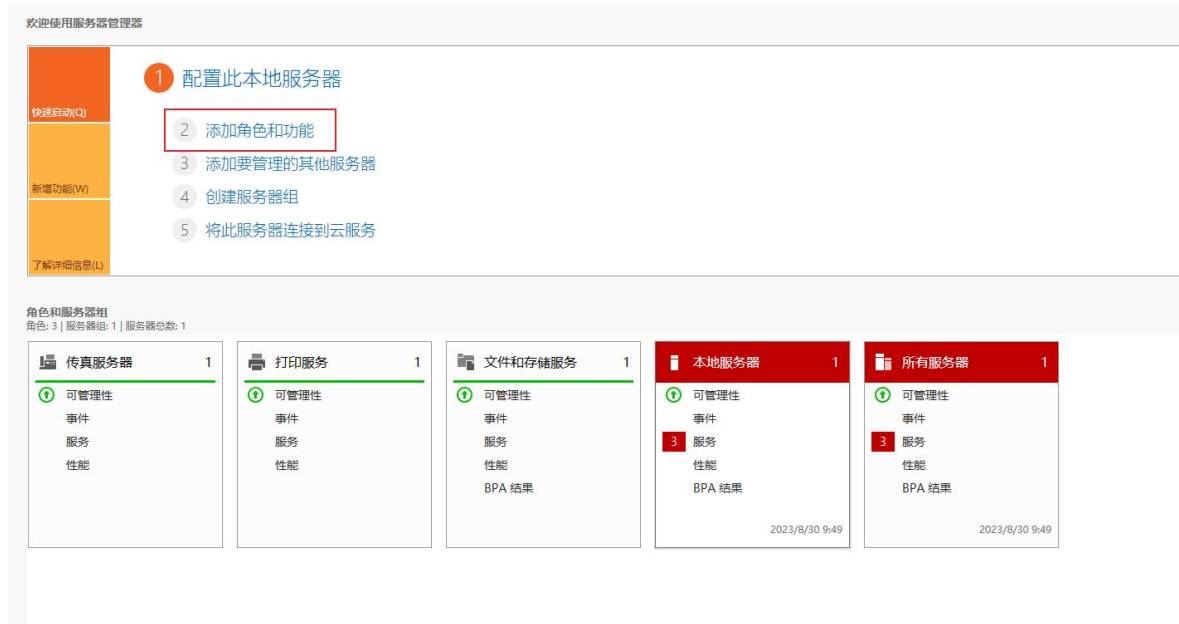 欢迎使用服务器管理器
快速启动(Q)
新增功能(W)
了解详细信息(L)
1 配置此本地服务器
2 添加角色和功能
3 添加要管理的其他服务器
4 创建服务器组
5 将此服务器连接到云服务
角色和服务器组
角色: 3 | 服务器组: 1 | 服务器总数: 1
传真服务器 1
可管理性
事件
服务
性能
打印服务 1
可管理性
事件
服务
性能
文件和存储服务 1
可管理性
事件
服务
性能
BPA 结果
本地服务器 1
可管理性
事件
3 服务
性能
BPA 结果
2023/8/30 9:49
所有服务器 1
可管理性
事件
3 服务
性能
BPA 结果
2023/8/30 9:49